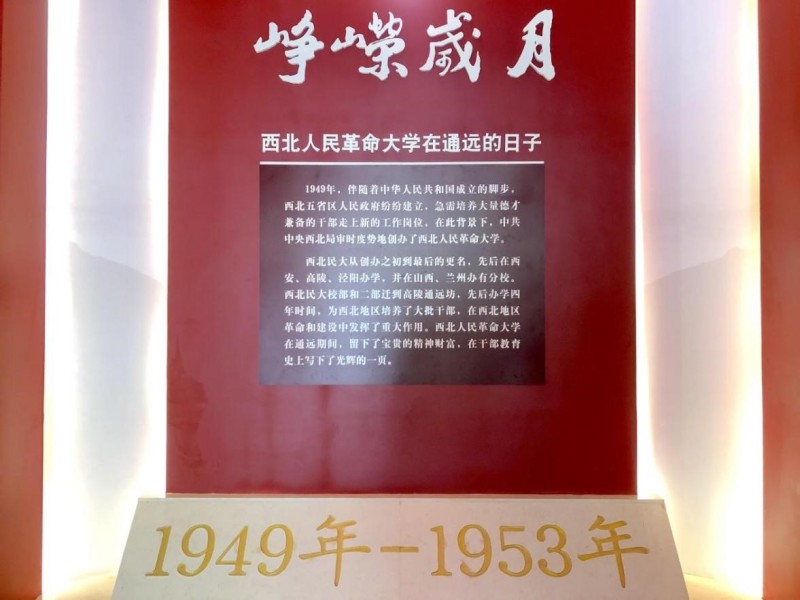 峥嵘歲月
西北人民革命大学在通远的日子
1949年，伴随着中华人民共和国成立的脚步，
西北五省区人民政府纷纷建立，急需培养大量德才
兼备的干部走上新的工作岗位，在此背景下，中共
中央西北局审时度势地创办了西北人民革命大学。
西北民大从创办之初到最后的更名，先后在西
安、高陵、泾阳办学，并在山西、兰州办有分校。
西北民大校部和二部迁到高陵通远坊，先后办学四
年时间，为西北地区培养了大批干部，在西北地区
革命和建设中发挥了重大作用。西北人民革命大学
在通远期间，留下了宝贵的精神财富，在干部教育
史上写下了光辉的一页。
1949年-1953年